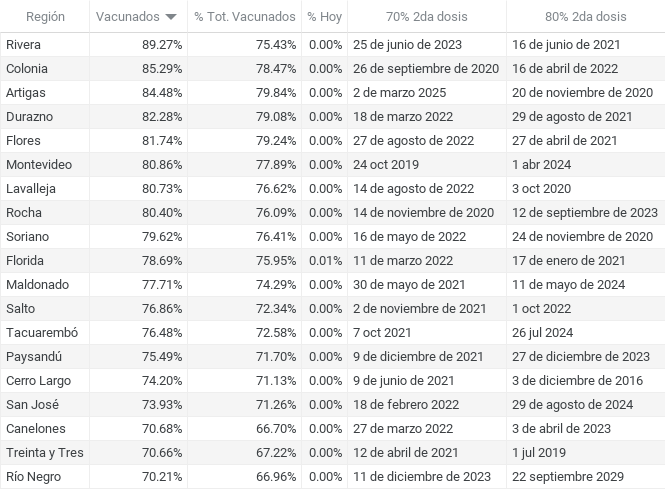 Región Vacunados % Tot. Vacunados % Hoy 70% 2da dosis 80% 2da dosis
Rivera 89.27% 75.43% 0.00% 25 de junio de 2023 16 de junio de 2021
Colonia 85.29% 78.47% 0.00% 26 de septiembre de 2020 16 de abril de 2022
Artigas 84.48% 79.84% 0.00% 2 de marzo 2025 20 de noviembre de 2020
Durazno 82.28% 79.08% 0.00% 18 de marzo 2022 29 de agosto de 2021
Flores 81.74% 79.24% 0.00% 27 de agosto de 2022 27 de abril de 2021
Montevideo 80.86% 77.89% 0.00% 24 oct 2019 1 abr 2024
Lavalleja 80.73% 76.62% 0.00% 14 de agosto de 2022 3 oct 2020
Rocha 80.40% 76.09% 0.00% 14 de noviembre de 2020 12 de septiembre de 2023
Soriano 79.62% 76.41% 0.00% 16 de mayo de 2022 24 de noviembre de 2020
Florida 78.69% 75.95% 0.01% 11 de marzo 2022 17 de enero de 2021
Maldonado 77.71% 74.29% 0.00% 30 de mayo de 2021 11 de mayo de 2024
Salto 76.86% 72.34% 0.00% 2 de noviembre de 2021 1 oct 2022
Tacuarembó 76.48% 72.58% 0.00% 7 oct 2021 26 jul 2024
Paysandú 75.49% 71.70% 0.00% 9 de diciembre de 2021 27 de diciembre de 2023
Cerro Largo 74.20% 71.13% 0.00% 9 de junio de 2021 3 de diciembre de 2016
San José 73.93% 71.26% 0.00% 18 de febrero 2022 29 de agosto de 2024
Canelones 70.68% 66.70% 0.00% 27 de marzo 2022 3 de abril de 2023
Treinta y Tres 70.66% 67.22% 0.00% 12 de abril de 2021 1 jul 2019
Río Negro 70.21% 66.96% 0.00% 11 de diciembre de 2023 22 septiembre 2029